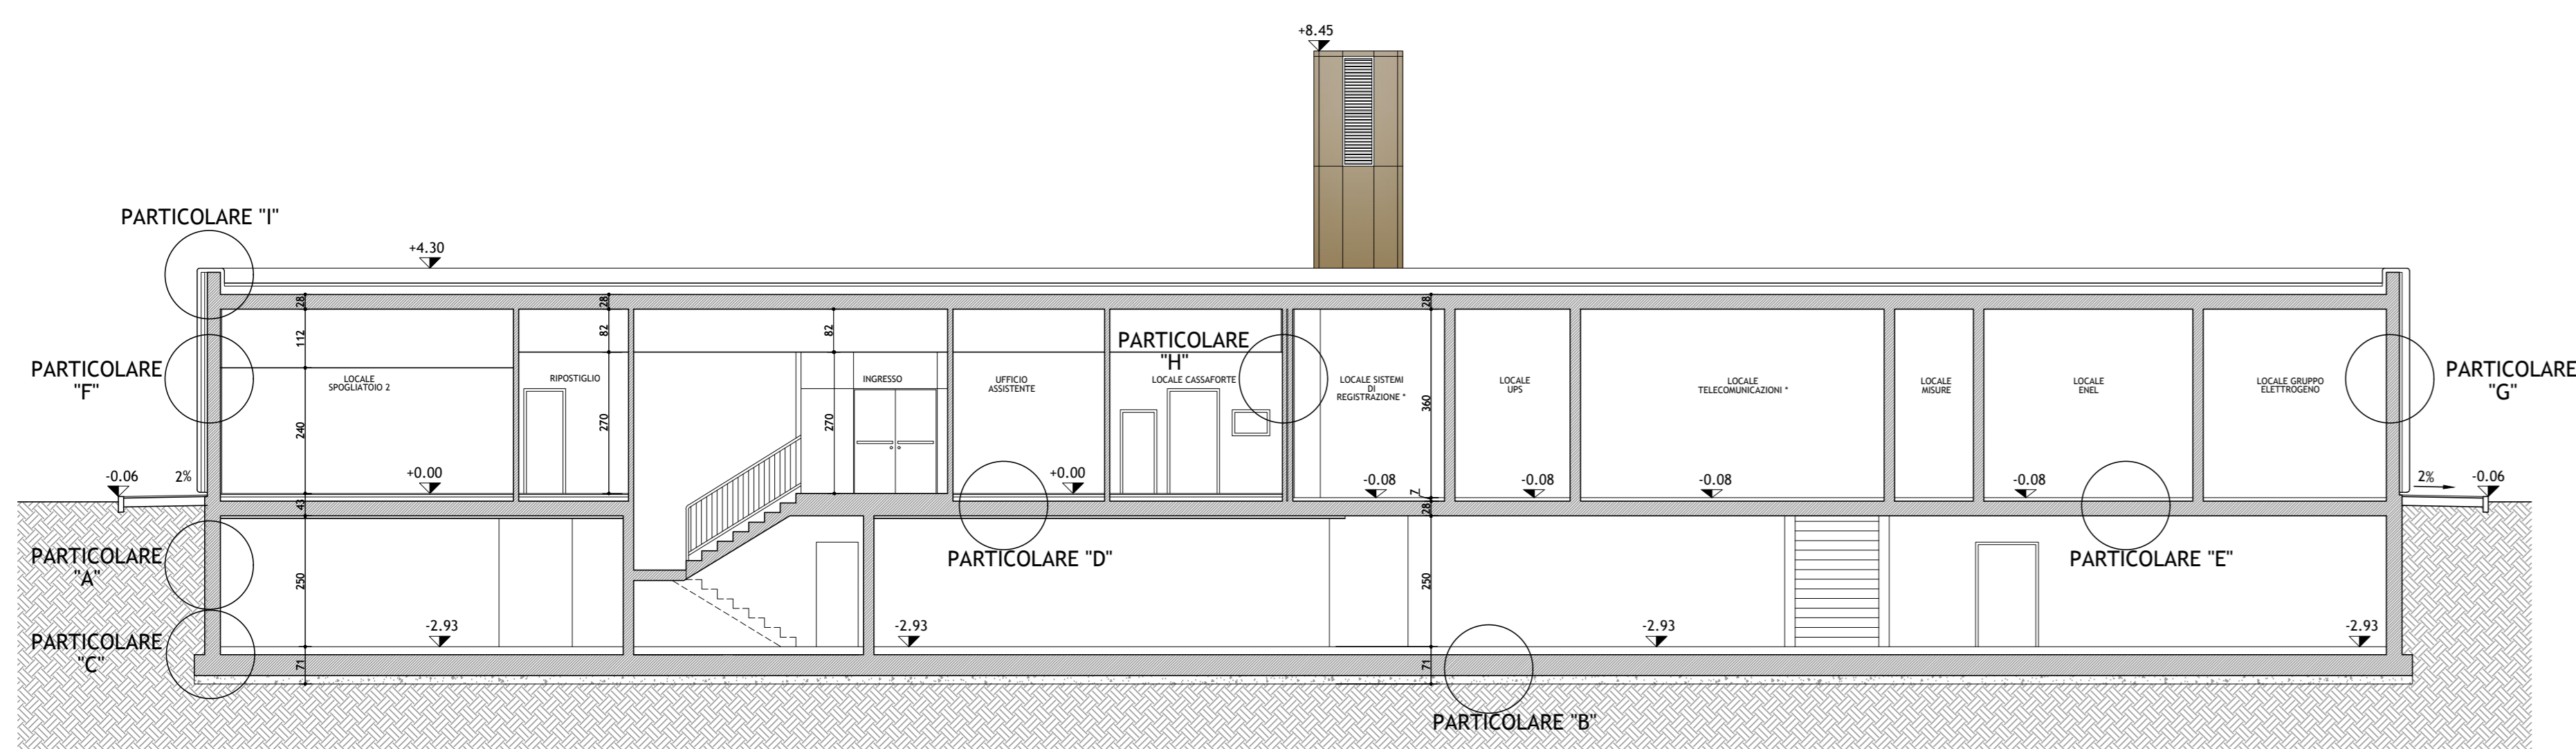 +8.45
PARTICOLARE "I"
+4.30
28
28
28
112
82
82
PARTICOLARE
"H"
PARTICOLARE
"F"
PARTICOLARE
"G"
LOCALE
SPOGLIATOIO 2
RIPOSTIGLIO
INGRESSO
UFFICIO
ASSISTENTE
LOCALE CASSAFORTE
LOCALE SISTEMI
DI
REGISTRAZIONE *
LOCALE
UPS
LOCALE
TELECOMUNICAZIONI *
LOCALE
MISURE
LOCALE
ENEL
LOCALE GRUPPO
ELETTROGENO
240
270
270
360
-0.06
2%
+0.00
+0.00
-0.08
-0.08
-0.08
-0.08
2%
-0.06
7
43
28
PARTICOLARE
"A"
PARTICOLARE "D"
PARTICOLARE "E"
250
250
PARTICOLARE
"C"
-2.93
-2.93
-2.93
-2.93
71
71
PARTICOLARE "B"